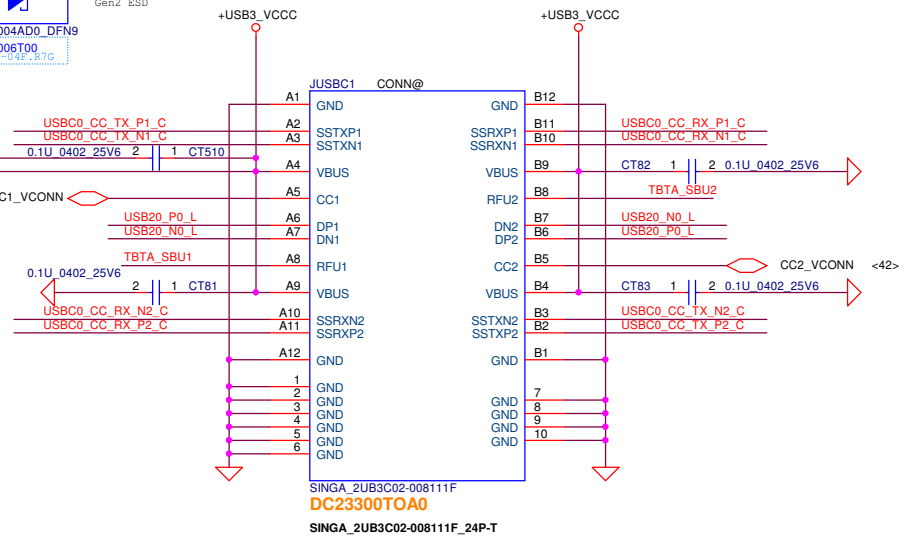 Gen2 ESD
004AD0_DFN9
006T00
-04F.R7G
+USB3_VCCC
+USB3_VCCC
JUSBC1 CONN@
A1 GND GND B12
USBC0_CC_TX_P1_C A2 SSTXP1 SSRXP1 B11 USBC0_CC_RX_P1_C
USBC0_CC_TX_N1_C A3 SSTXN1 SSRXN1 B10 USBC0_CC_RX_N1_C
0.1U_0402_25V6 2 1 CT510
A4 VBUS VBUS B9 CT82 1 2 0.1U_0402_25V6
C1_VCONN A5 CC1 RFU2 B8 TBTA_SBU2
USB20_P0_L A6 DP1 DN2 B7 USB20_N0_L
USB20_N0_L A7 DN1 DP2 B6 USB20_P0_L
TBTA_SBU1 A8 RFU1 CC2 B5 CC2_VCONN <42>
0.1U_0402_25V6
2 1 CT81 A9 VBUS VBUS B4 CT83 1 2 0.1U_0402_25V6
USBC0_CC_RX_N2_C A10 SSRXN2 SSTXN2 B3 USBC0_CC_TX_N2_C
USBC0_CC_RX_P2_C A11 SSRXP2 SSTXP2 B2 USBC0_CC_TX_P2_C
A12 GND GND B1
1 GND
2 GND GND 7
3 GND GND 8
4 GND GND 9
5 GND GND 10
6 GND
SINGA_2UB3C02-008111F
DC23300TOA0
SINGA_2UB3C02-008111F_24P-T